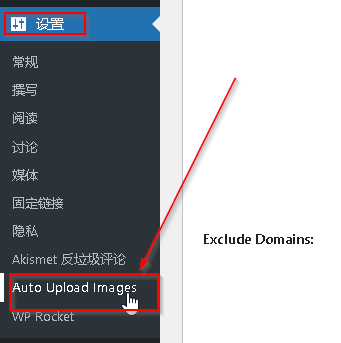 设置
常规
撰写
阅读
讨论
媒体
固定链接
隐私
Akismet 反垃圾评论
Auto Upload Images
WP Rocket
Exclude Domains: